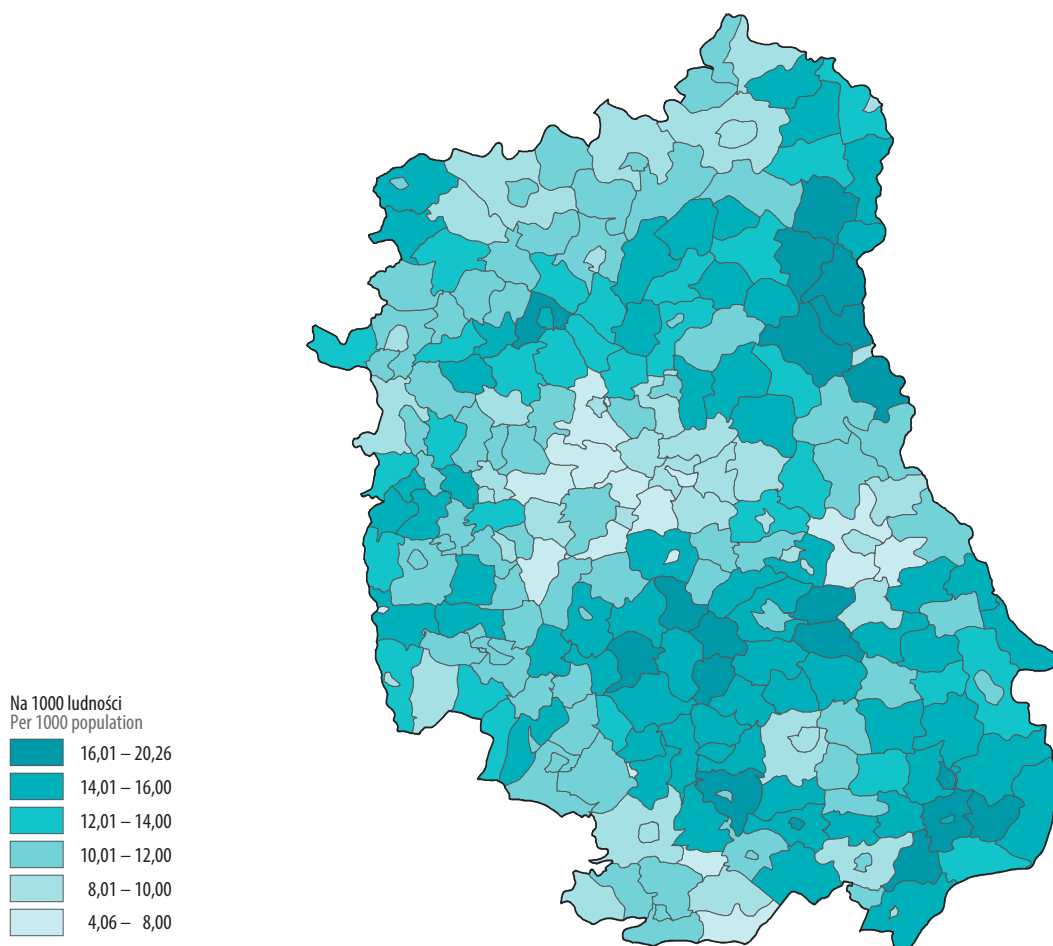 Na 1000 ludności
Per 1000 population
16,01 – 20,26
14,01 – 16,00
12,01 – 14,00
10,01 – 12,00
8,01 – 10,00
4,06 – 8,00